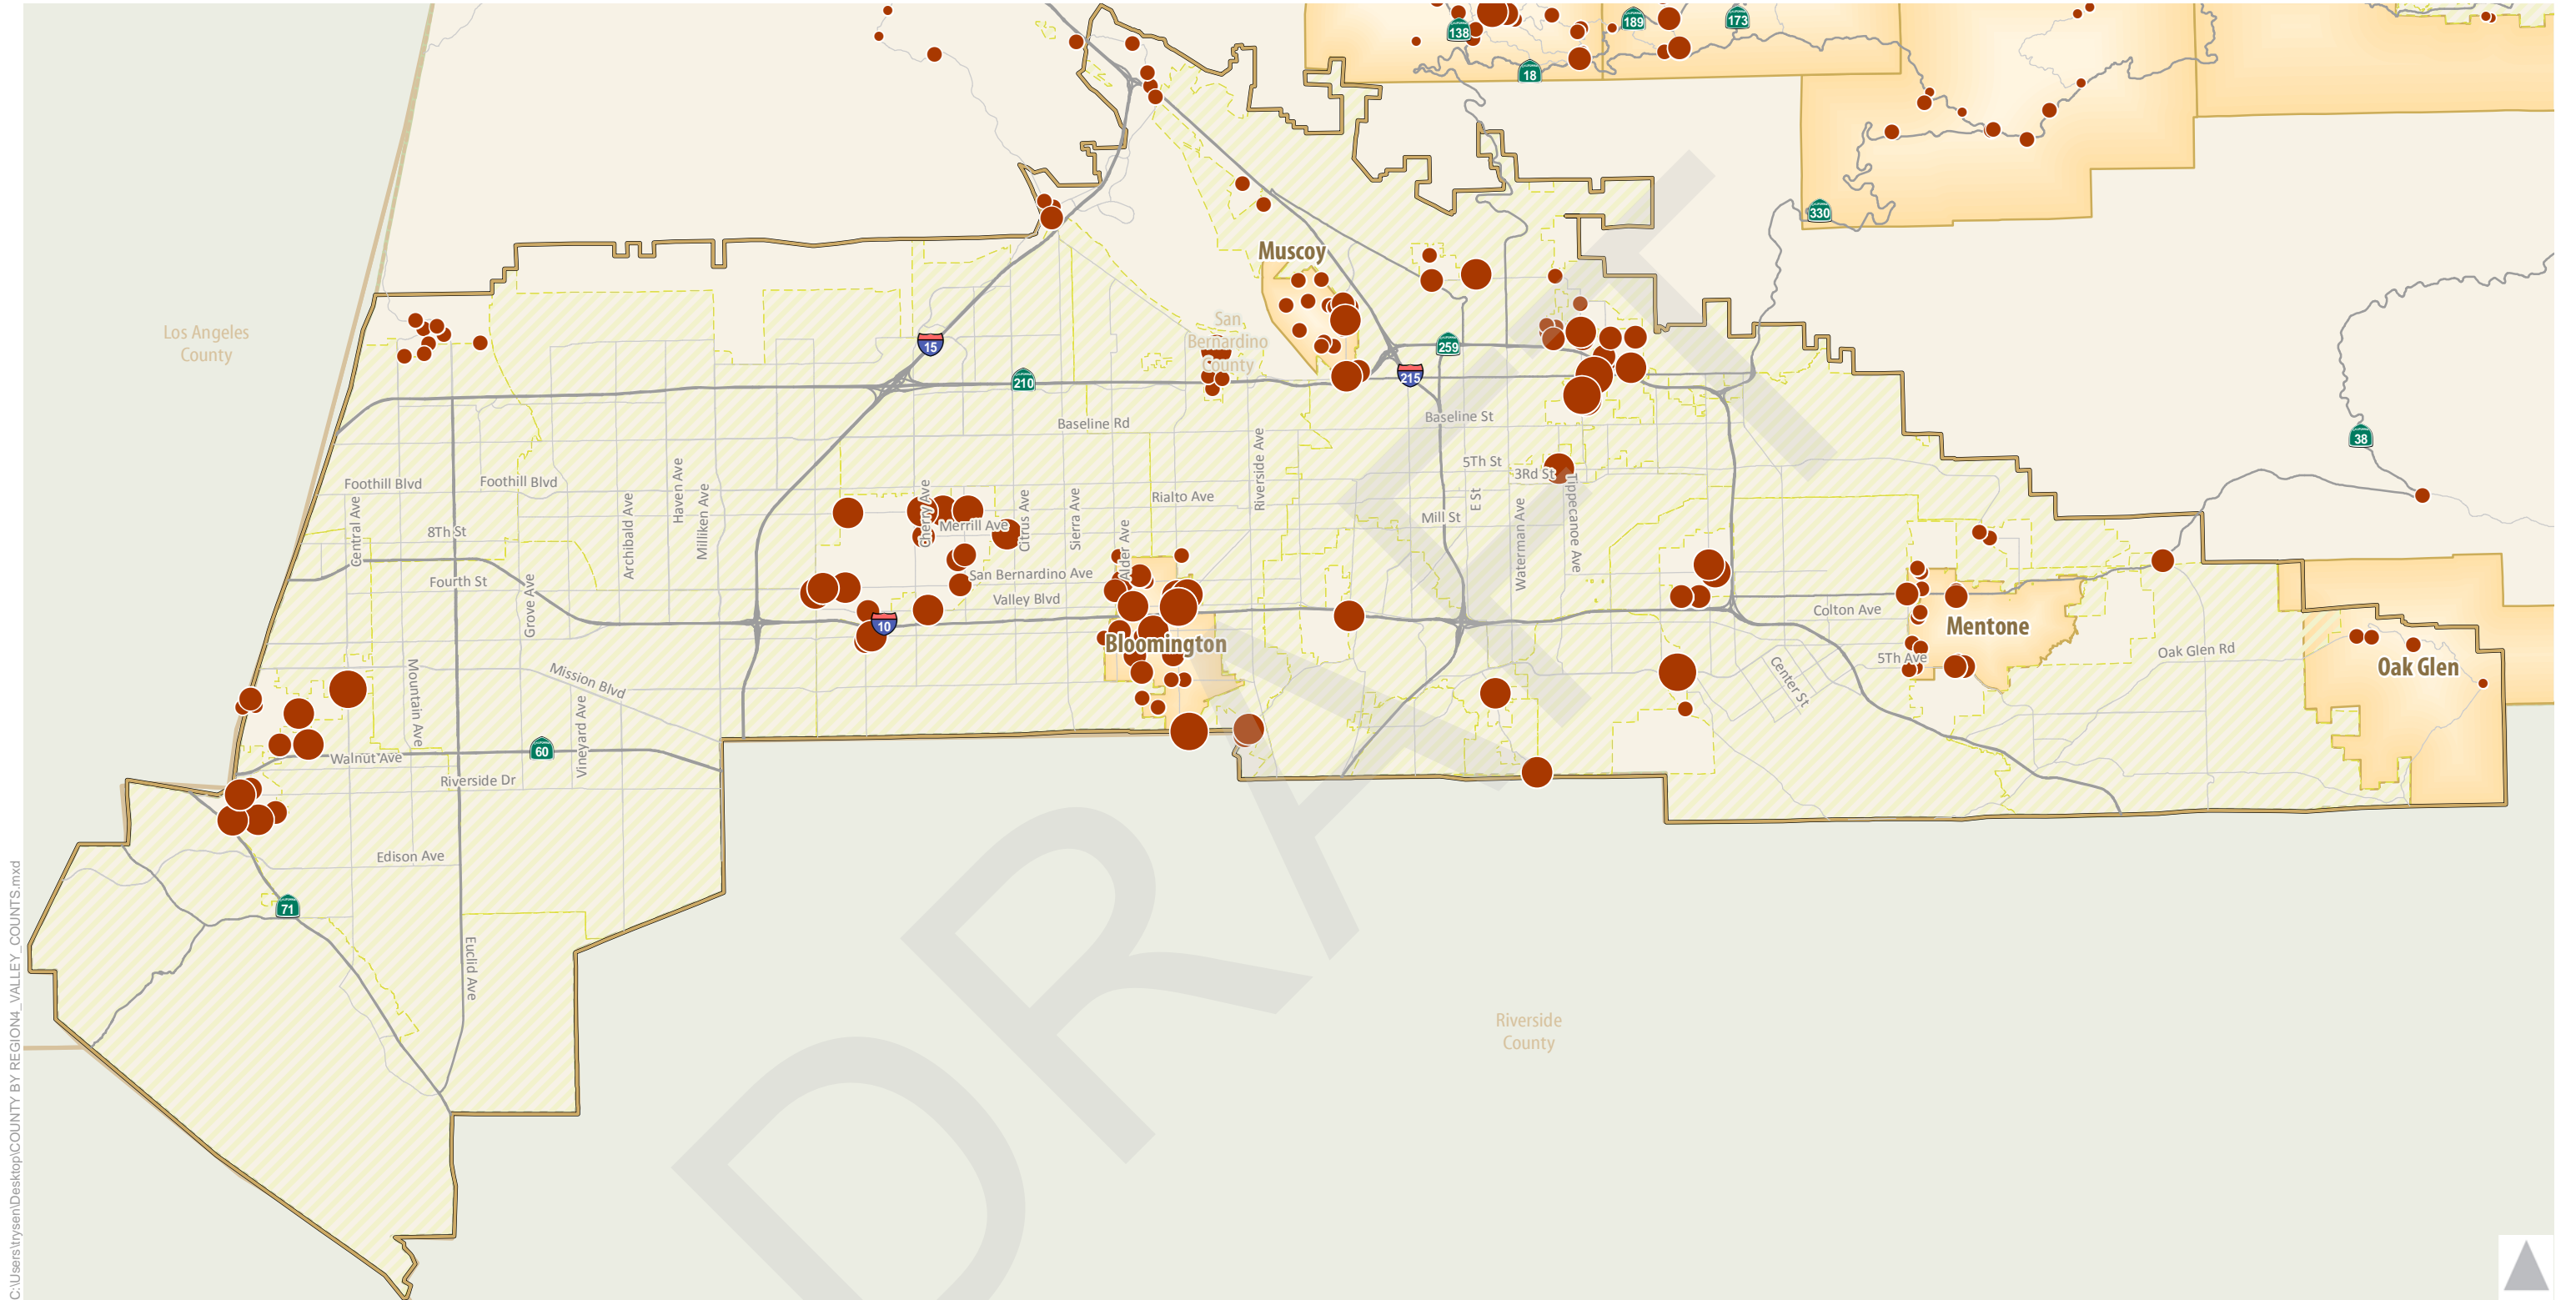 138
189
173
18
330
Muscoy
Los Angeles
County
San
Bernardino
County
15
259
210
215
Baseline Rd
Baseline St
38
Foothill Blvd
Foothill Blvd
Central Ave
Archibald Ave
Haven Ave
Milliken Ave
Cherry Ave
Citrus Ave
Sierra Ave
Alder Ave
Rialto Ave
Riverside Ave
5Th St
3Rd St
E St
Mill St
Waterman Ave
Tippecanoe Ave
8Th St
Merrill Ave
Fourth St
San Bernardino Ave
Valley Blvd
Grove Ave
10
Colton Ave
Bloomington
Mentone
Mission Blvd
Mountain Ave
Vineyard Ave
5Th Ave
Center St
Oak Glen Rd
Oak Glen
60
Walnut Ave
Riverside Dr
Edison Ave
71
Euclid Ave
Riverside
County
DRAFT
C:\Users\trysen\Desktop\COUNTY BY REGION4_VALLEY_COUNTS.mxd